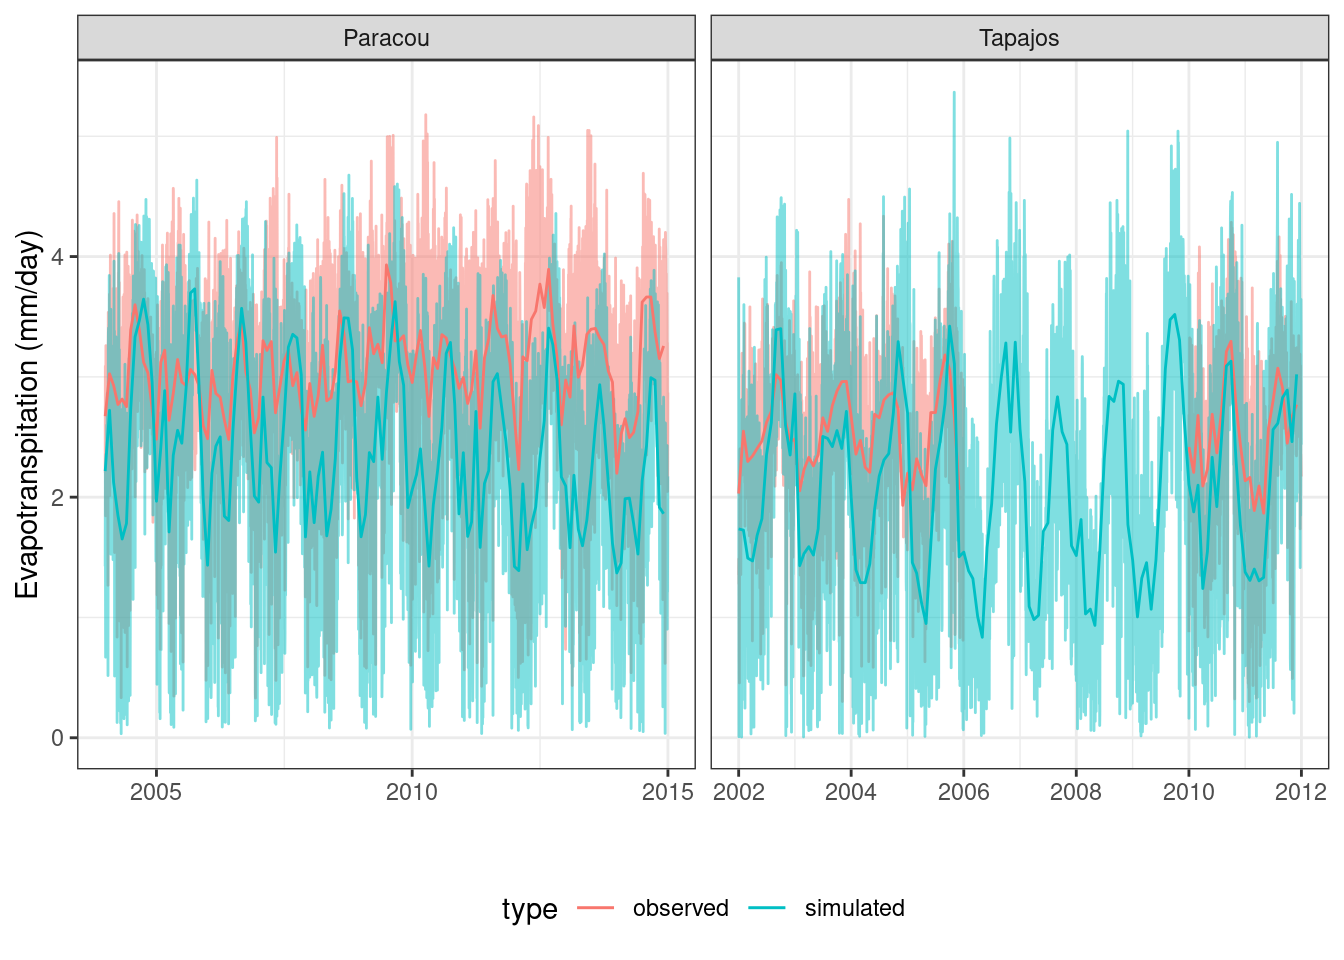 Paracou
Tapajos
Evapotranspitation (mm/day)
4
2
0
2005 2010 2015
2002 2004 2006 2008 2010 2012
type observed simulated